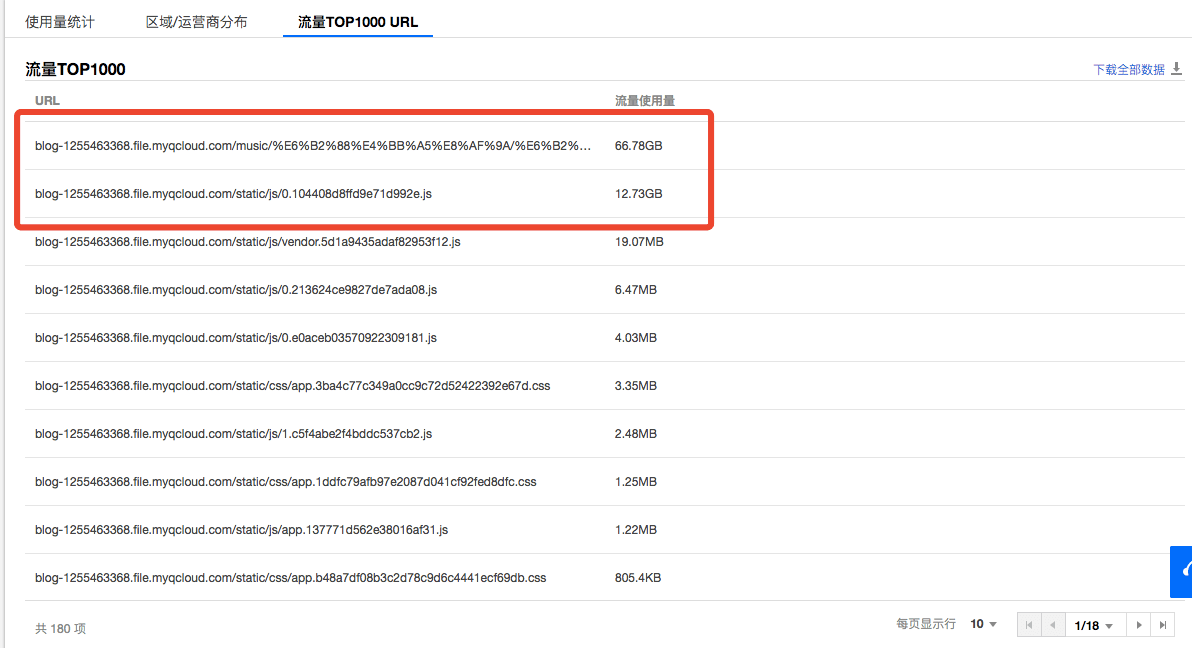 使用量统计 区域/运营商分布 流量TOP1000 URL
流量TOP1000 下载全部数据
URL 流量使用量
blog-1255463368.file.myqcloud.com/music/%E6%B2%88%E4%BB%A5%E8%AF%9A/%E6%B2%... 66.78GB
blog-1255463368.file.myqcloud.com/static/js/0.104408d8ffd9e71d992e.js 12.73GB
blog-1255463368.file.myqcloud.com/static/js/vendor.5d1a9435adaf82953f12.js 19.07MB
blog-1255463368.file.myqcloud.com/static/js/0.213624ce9827de7ada08.js 6.47MB
blog-1255463368.file.myqcloud.com/static/js/0.e0aceb03570922309181.js 4.03MB
blog-1255463368.file.myqcloud.com/static/css/app.3ba4c77c349a0cc9c72d52422392e67d.css 3.35MB
blog-1255463368.file.myqcloud.com/static/js/1.c5f4abe2f4bddc537cb2.js 2.48MB
blog-1255463368.file.myqcloud.com/static/css/app.1ddfc79afb97e2087d041cf92fed8dfc.css 1.25MB
blog-1255463368.file.myqcloud.com/static/js/app.137771d562e38016af31.js 1.22MB
blog-1255463368.file.myqcloud.com/static/css/app.b48a7df08b3c2d78c9d6c4441ecf69db.css 805.4KB
共 180 项 每页显示行 10 1/18